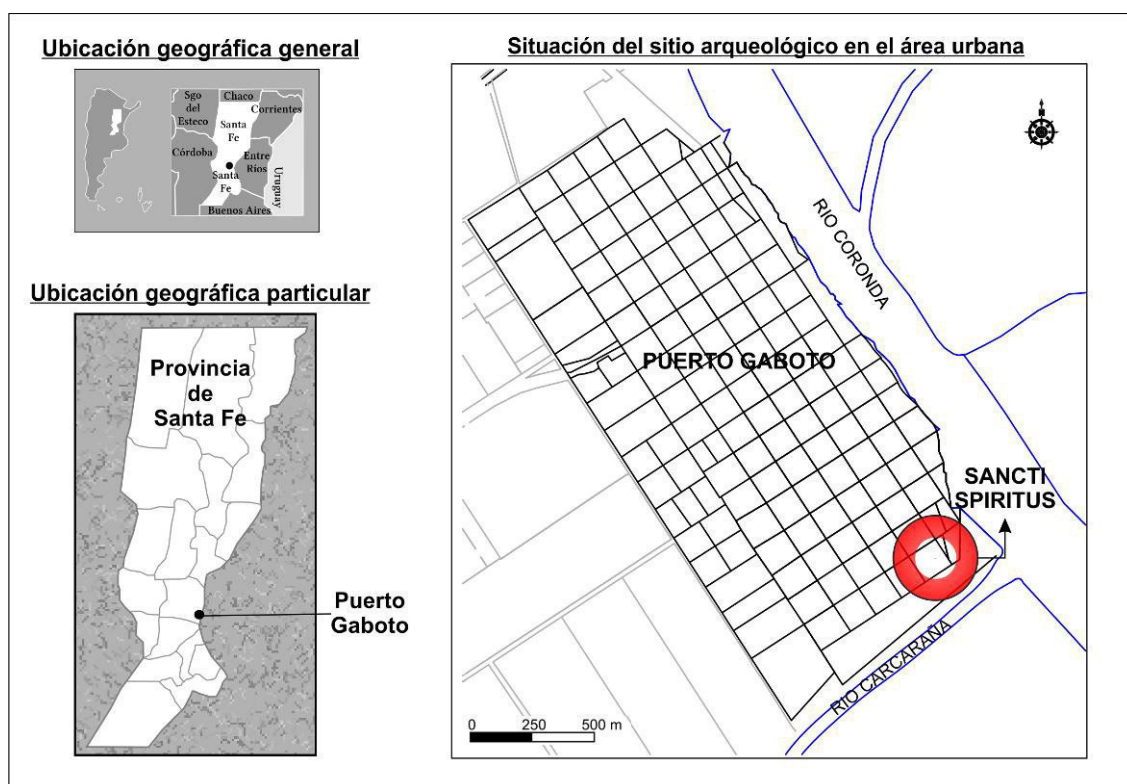 Ubicación geográfica general
Sgo
del
Esteco
Chaco
Corrientes
Santa
Fe
Córdoba
Entre
Ríos
Santa
Fe
Uruguay
Buenos Aires
Ubicación geográfica particular
Provincia
de
Santa Fe
Puerto
Gaboto
Situación del sitio arqueológico en el área urbana
N
RIO CORONDA
PUERTO GABOTO
SANCTI
SPIRITUS
RIO CARCARAÑA
0 250 500 m